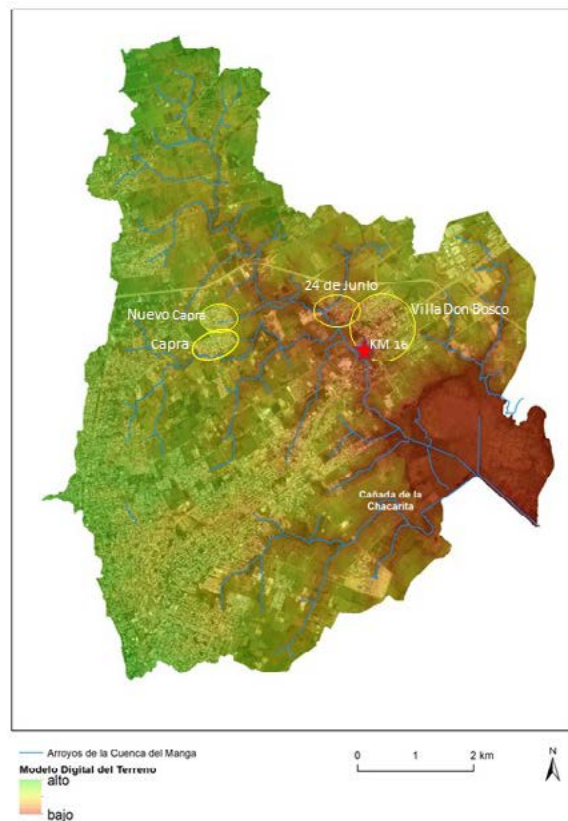 24 de Junio
Nuevo Capra
Villa Don Bosco
Capra
KM 16
Cañada de la
Chacarita
Arroyos de la Cuenca del Manga
Modelo Digital del Terreno
alto
bajo
0 1 2 km
N